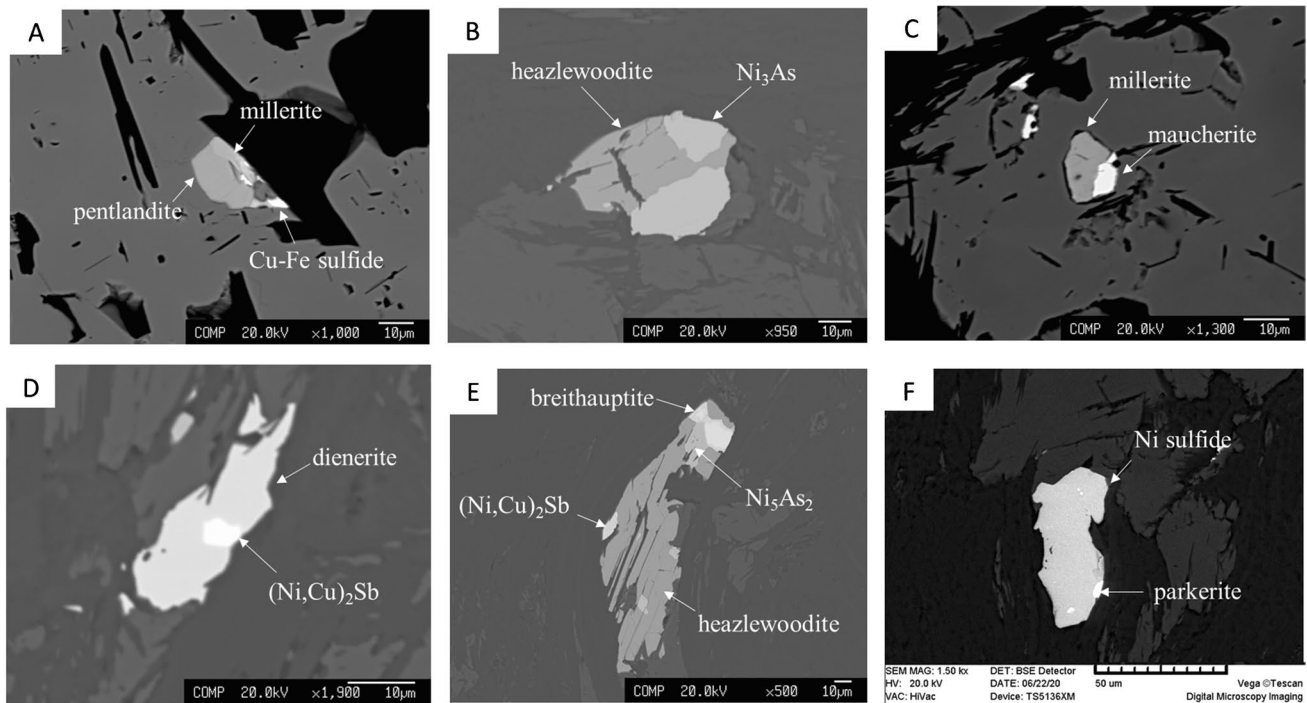 A
millerite
pentlandite
Cu-Fe sulfide
COMP 20.0kV ×1,000 10μm
B
heazlewoodite
Ni₃As
COMP 20.0kV ×950 10μm
C
millerite
maucherite
COMP 20.0kV ×1,300 10μm
D
dienerite
(Ni,Cu)₂Sb
COMP 20.0kV ×1,900 10μm
E
breithauptite
Ni₅As₂
(Ni,Cu)₂Sb
heazlewoodite
COMP 20.0kV ×500 10μm
F
Ni sulfide
parkerite
SEM MAG: 1.50 kx DET: BSE Detector
HV: 20.0 kV DATE: 06/22/20 50 um Vega ©Tescan
VAC: HiVac Device: TS5136XM Digital Microscopy Imaging